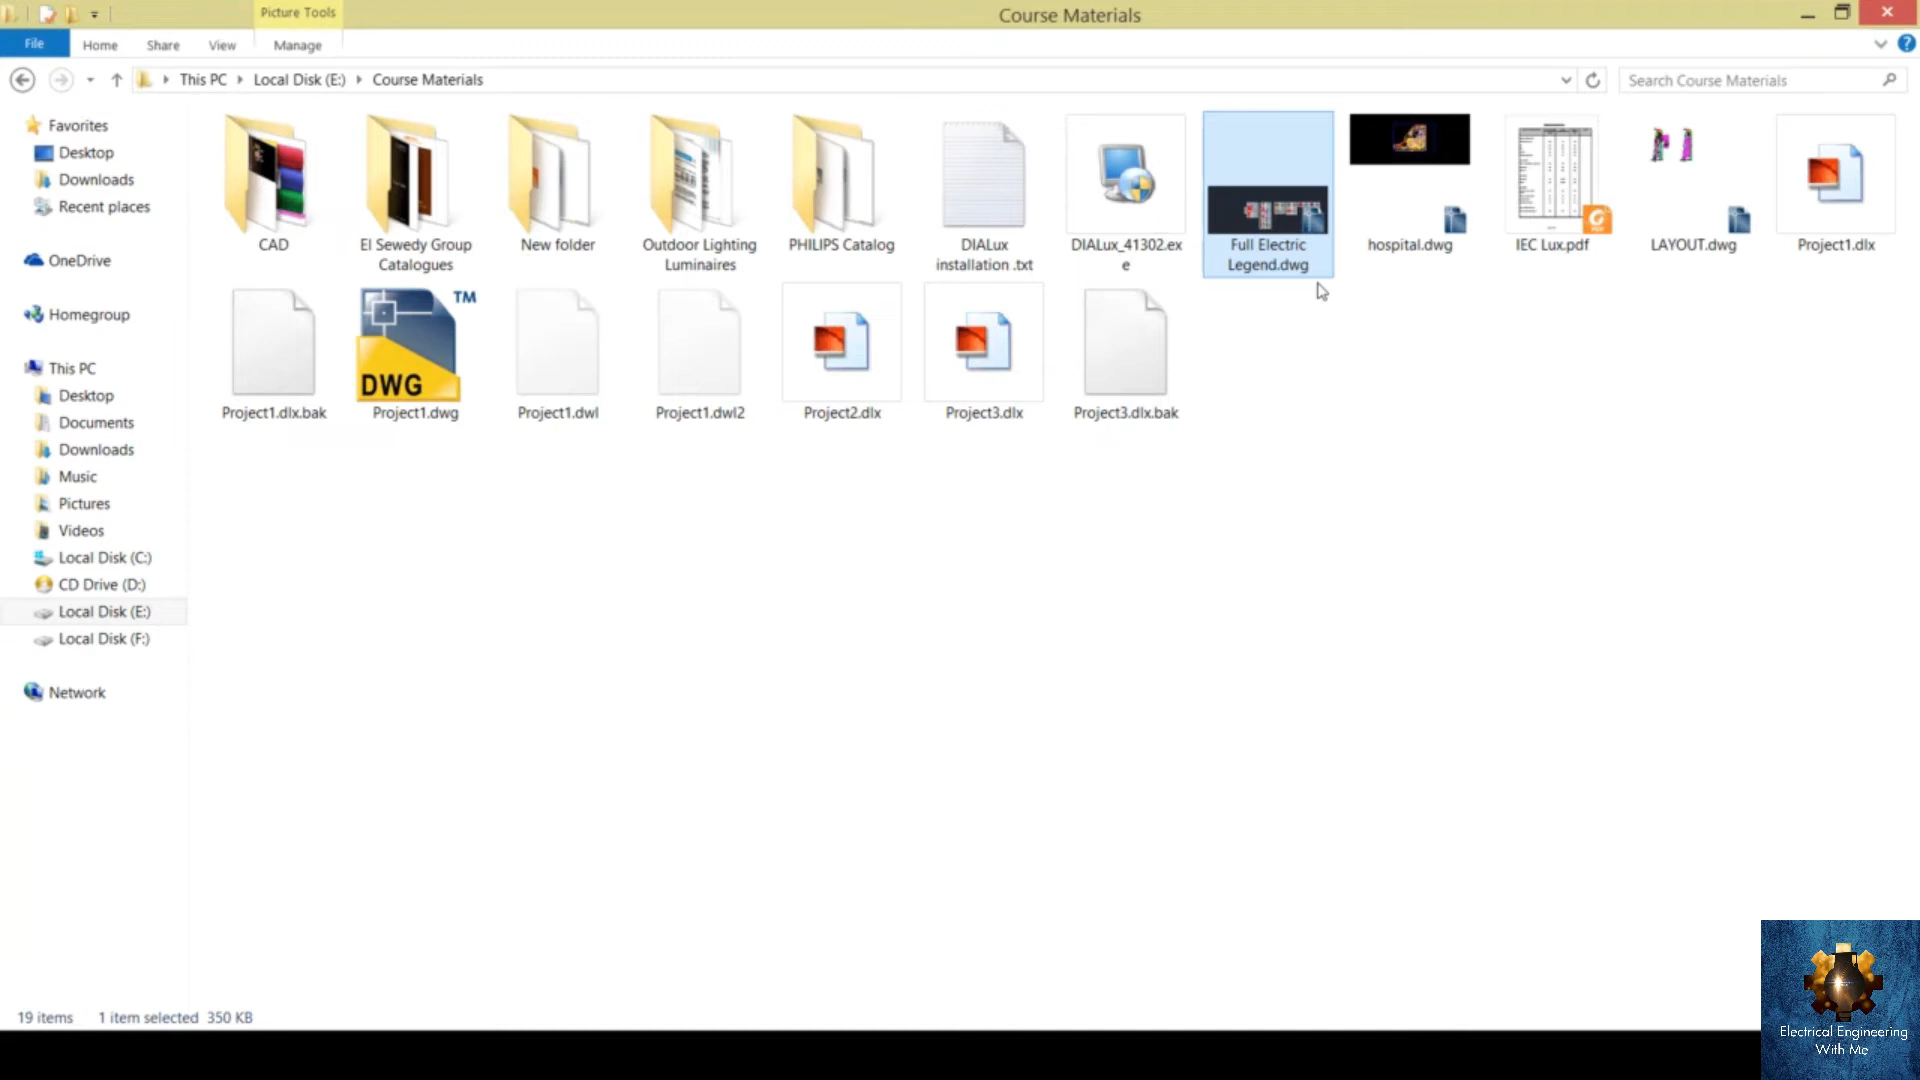 Picture Tools
Course Materials
File
Home
Share
View
Manage
This PC
Local Disk (E:)
Course Materials
Search Course Materials
Favorites
Desktop
Downloads
Recent places
OneDrive
Homegroup
This PC
Desktop
Documents
Downloads
Music
Pictures
Videos
Local Disk (C:)
CD Drive (D:)
Local Disk (E:)
Local Disk (F:)
Network
CAD
El Sewedy Group
Catalogues
New folder
Outdoor Lighting
Luminaires
PHILIPS Catalog
DIALux
installation .txt
DIALux_41302.ex
e
Full Electric
Legend.dwg
hospital.dwg
IEC Lux.pdf
LAYOUT.dwg
Project1.dlx
TM
DWG
Project1.dlx.bak
Project1.dwg
Project1.dwl
Project1.dwl2
Project2.dlx
Project3.dlx
Project3.dlx.bak
19 items
1 item selected 350 KB
Electrical Engineering
With Me